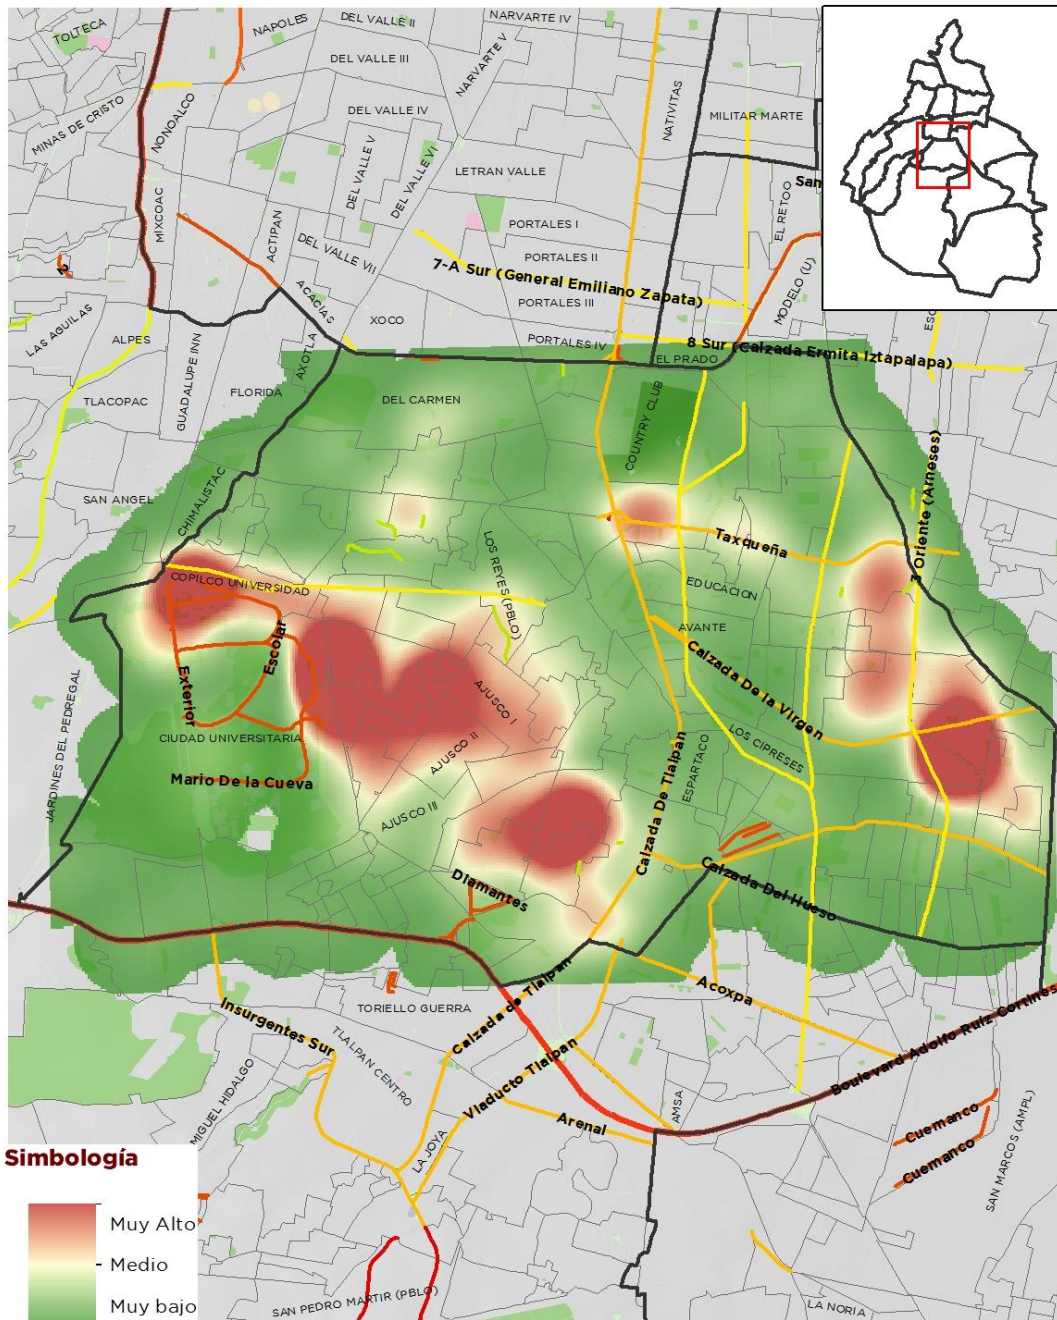 TOLTECA
NAPOLES
DEL VALLE II
NARVARTE IV
DEL VALLE III
NARVARTE V
MINAS DE CRISTO
NONOALCO
DEL VALLE IV
NATIVITAS
MILITAR MARTE
DEL VALLE V
DEL VALLE VI
LETRAN VALLE
San
MIXCOAC
ACTIPAN
DEL VALLE VII
PORTALES I
EL RETOO
PORTALES II
7-A Sur (General Emiliano Zapata)
2
ACACIAS
PORTALES III
MODELO (U)
LAS AGUILAS
XOCO
ESC
ALPES
GUADALUPE INN
AXOTLA
PORTALES IV
8 Sur (Calzada Ermita Iztapalapa)
EL PRADO
TLACOPAC
FLORIDA
DEL CARMEN
COUNTRY CLUB
SAN ANGEL
CHIMALISTAC
3 Oriente (Arneses)
Taxqueña
LOS REYES (PBLO)
COPILCO UNIVERSIDAD
EDUCACION
AVANTE
Escolar
Exterior
Calzada De la Virgen
JARDINES DEL PEDREGAL
AJUSCO I
CIUDAD UNIVERSITARIA
AJUSCO II
LOS CIPRESES
ESPARTACO
Mario De la Cueva
Calzada De Tlalpan
AJUSCO III
Diamantes
Calzada Del Hueso
Acoxpa
Calzada de Tlalpan
TORIELLO GUERRA
Insurgentes Sur
Boulevard Adolfo Ruiz Cortines
TLALPAN CENTRO
Viaducto Tlalpan
MIGUEL HIDALGO
Arenal
AMSA
LA JOYA
Cuemanco
Cuemanco
SAN MARCOS (AMPL)
Simbología
Muy Alto
Medio
Muy bajo
SAN PEDRO MARTIR (PBLO)
LA NORIA